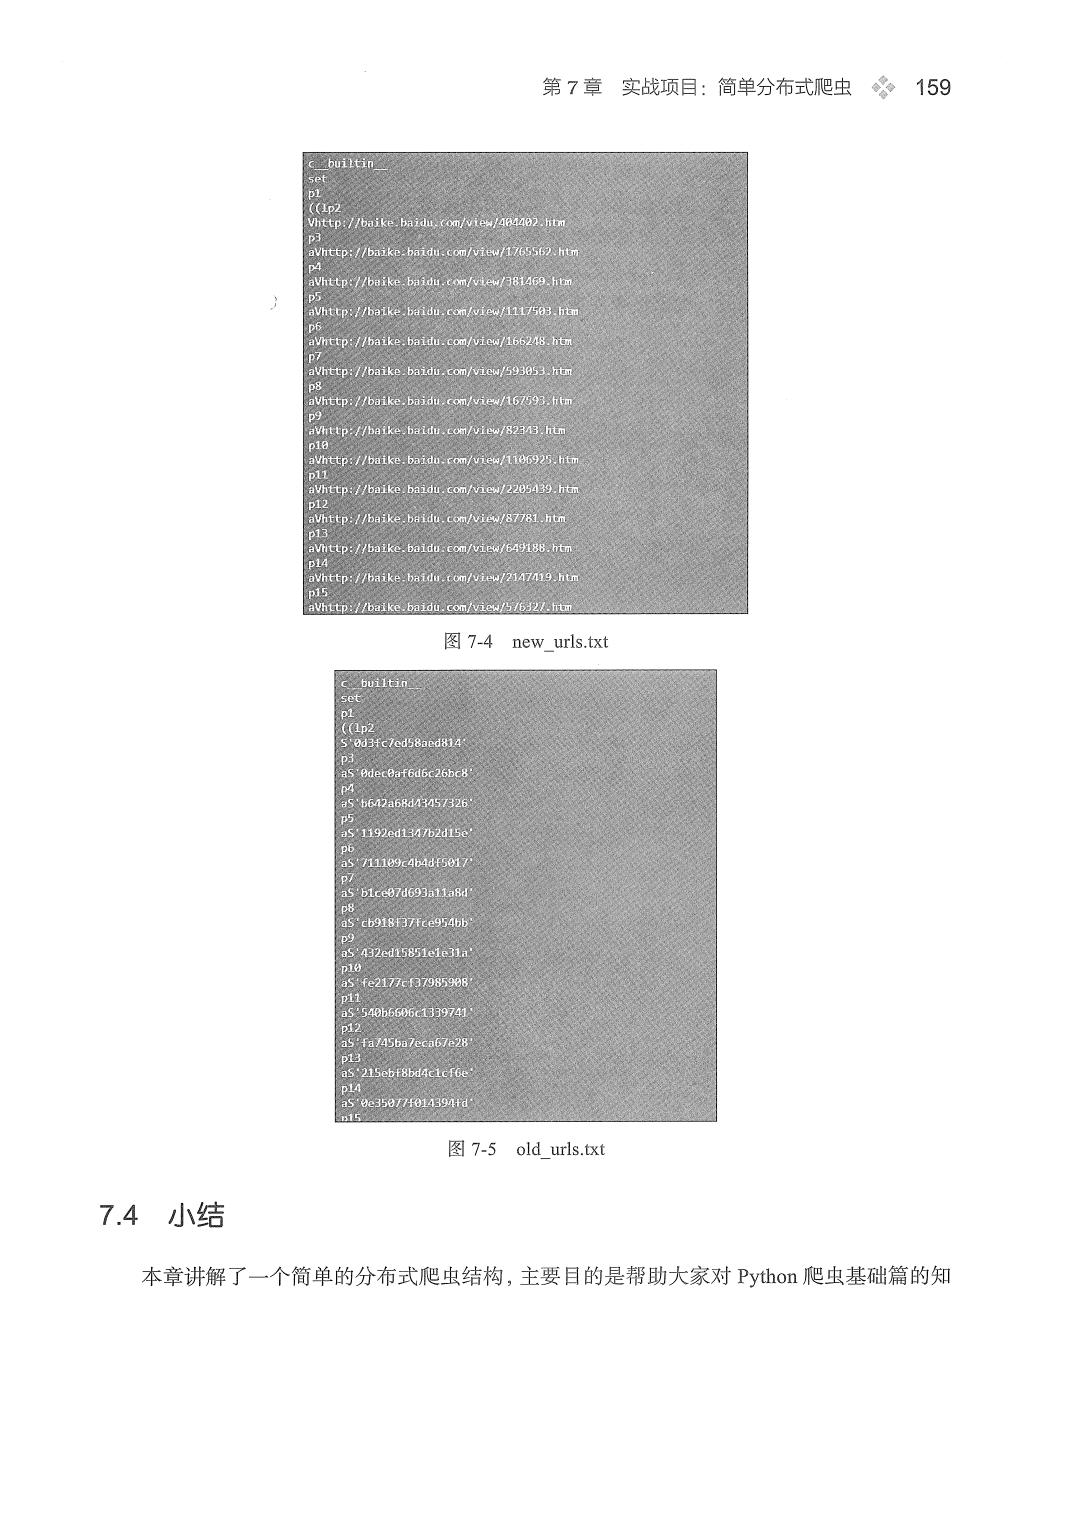 第 7 章 实战项目：简单分布式爬虫 159
c__builtin__
set
p1
((lp2
Vhttp://baike.baidu.com/view/404402.htm
p3
aVhttp://baike.baidu.com/view/1765562.htm
p4
aVhttp://baike.baidu.com/view/381469.htm
p5
aVhttp://baike.baidu.com/view/1117503.htm
p6
aVhttp://baike.baidu.com/view/166248.htm
p7
aVhttp://baike.baidu.com/view/593053.htm
p8
aVhttp://baike.baidu.com/view/167593.htm
p9
aVhttp://baike.baidu.com/view/82343.htm
p10
aVhttp://baike.baidu.com/view/1106925.htm
p11
aVhttp://baike.baidu.com/view/2205439.htm
p12
aVhttp://baike.baidu.com/view/87781.htm
p13
aVhttp://baike.baidu.com/view/649188.htm
p14
aVhttp://baike.baidu.com/view/2147419.htm
p15
aVhttp://baike.baidu.com/view/576327.htm
图 7-4 new_urls.txt
c__builtin__
set
p1
((lp2
S'0d3fc7ed58aed814'
p3
aS'0dec0af6d6c26bc8'
p4
aS'b642a68d43457326'
p5
aS'1192ed1347b2d15e'
p6
aS'711109c4b4df5017'
p7
aS'b1ce07d693a11a8d'
p8
aS'cb918f37fce954bb'
p9
aS'432ed15851e1e31a'
p10
aS'fe2177cf37985908'
p11
aS'540b6606c1339741'
p12
aS'fa745ba7eca67e28'
p13
aS'215ebf8bd4c1cf6e'
p14
aS'0e35077f014394fd'
p15
图 7-5 old_urls.txt
7.4 小结
本章讲解了一个简单的分布式爬虫结构，主要目的是帮助大家对 Python 爬虫基础篇的知